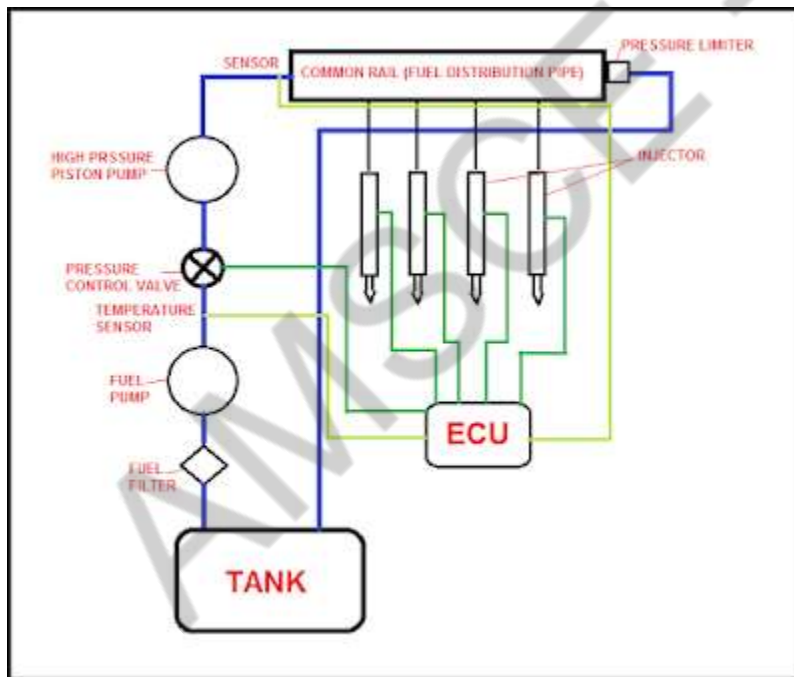 PRESSURE LIMITER
SENSOR
COMMON RAIL (FUEL DISTRIBUTION PIPE)
HIGH PRSSURE
PISTON PUMP
INJECTOR
PRESSURE
CONTROL VALVE
TEMPERATURE
SENSOR
FUEL
PUMP
ECU
FUEL
FILTER
TANK
AMSCE